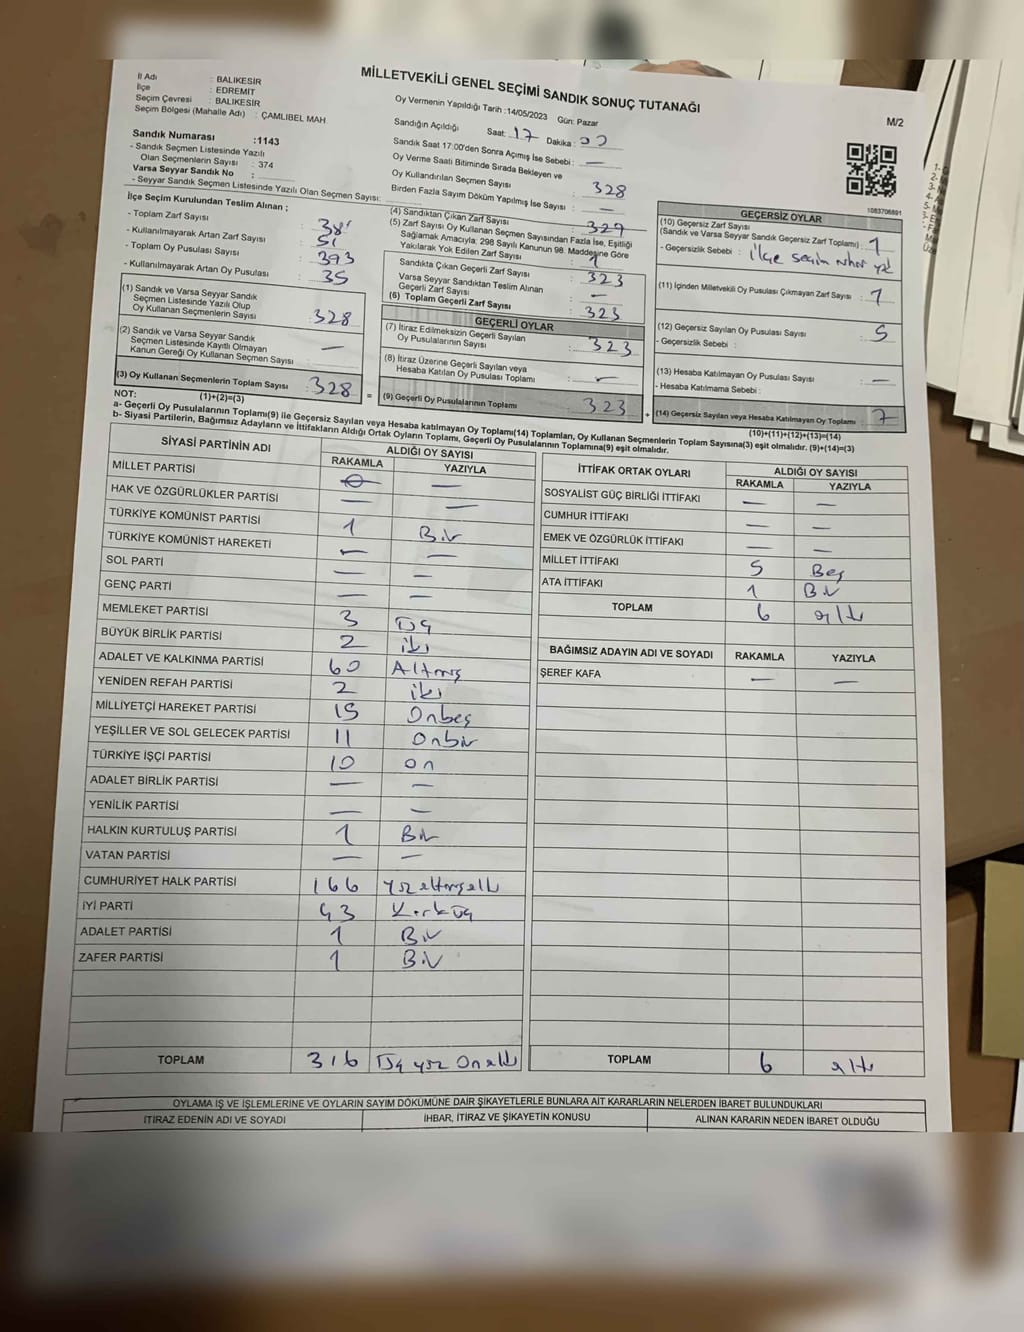 MİLLETVEKİLİ GENEL SEÇİMİ SANDIK SONUÇ TUTANAĞI
M/2
İl Adı : BALIKESİR
İlçe : EDREMİT
Seçim Çevresi : BALIKESİR
Seçim Bölgesi (Mahalle Adı) : ÇAMLIBEL MAH
Sandık Numarası :1143
- Sandık Seçmen Listesinde Yazılı
Olan Seçmenlerin Sayısı : 374
Varsa Seyyar Sandık No :
- Seyyar Sandık Seçmen Listesinde Yazılı Olan Seçmen Sayısı:
Oy Vermenin Yapıldığı Tarih :14/05/2023 Gün: Pazar
Sandığın Açıldığı Saat: 17 Dakika :
Sandık Saat 17:00'den Sonra Açımış İse Sebebi : —
Oy Verme Saati Bitiminde Sırada Bekleyen ve
Oy Kullandırılan Seçmen Sayısı : 328
Birden Fazla Sayım Döküm Yapılmış İse Sayısı : —
1083706891
İlçe Seçim Kurulundan Teslim Alınan ;
- Toplam Zarf Sayısı :
- Kullanılmayarak Artan Zarf Sayısı : 51
- Toplam Oy Pusulası Sayısı : 393
- Kullanılmayarak Artan Oy Pusulası : 35
(1) Sandık ve Varsa Seyyar Sandık
Seçmen Listesinde Yazılı Olup
Oy Kullanan Seçmenlerin Sayısı : 328
(2) Sandık ve Varsa Seyyar Sandık
Seçmen Listesinde Kayıtlı Olmayan
Kanun Gereği Oy Kullanan Seçmen Sayısı : —
(3) Oy Kullanan Seçmenlerin Toplam Sayısı : 328
(1)+(2)=(3)
(4) Sandıktan Çıkan Zarf Sayısı : 329
(5) Zarf Sayısı Oy Kullanan Seçmen Sayısından Fazla İse, Eşitliği
Sağlamak Amacıyla; 298 Sayılı Kanunun 98. Maddesine Göre
Yakılarak Yok Edilen Zarf Sayısı : 1
Sandıkta Çıkan Geçerli Zarf Sayısı : 323
Varsa Seyyar Sandıktan Teslim Alınan
Geçerli Zarf Sayısı : —
(6) Toplam Geçerli Zarf Sayısı : 323
GEÇERLİ OYLAR
(7) İtiraz Edilmeksizin Geçerli Sayılan
Oy Pusulalarının Sayısı : 323
(8) İtiraz Üzerine Geçerli Sayılan veya
Hesaba Katılan Oy Pusulası Toplamı : —
= (9) Geçerli Oy Pusulalarının Toplamı : 323 +
GEÇERSİZ OYLAR
(10) Geçersiz Zarf Sayısı
(Sandık ve Varsa Seyyar Sandık Geçersiz Zarf Toplamı) : 1
- Geçersizlik Sebebi : ilçe seçim
(11) İçinden Milletvekili Oy Pusulası Çıkmayan Zarf Sayısı : 1
(12) Geçersiz Sayılan Oy Pusulası Sayısı : 5
- Geçersizlik Sebebi :
(13) Hesaba Katılmayan Oy Pusulası Sayısı : —
- Hesaba Katılmama Sebebi :
(14) Geçersiz Sayılan veya Hesaba Katılmayan Oy Toplamı : 7
(10)+(11)+(12)+(13)=(14)
NOT:
a- Geçerli Oy Pusulalarının Toplamı(9) ile Geçersiz Sayılan veya Hesaba katılmayan Oy Toplamı(14) Toplamları, Oy Kullanan Seçmenlerin Toplam Sayısına(3) eşit olmalıdır. (9)+(14)=(3)
b- Siyasi Partilerin, Bağımsız Adayların ve İttifakların Aldığı Ortak Oyların Toplamı, Geçerli Oy Pusulalarının Toplamına(9) eşit olmalıdır.
SİYASİ PARTİNİN ADI ALDIĞI OY SAYISI
RAKAMLA YAZIYLA
MİLLET PARTİSİ —
HAK VE ÖZGÜRLÜKLER PARTİSİ — —
TÜRKİYE KOMÜNİST PARTİSİ 1 Bir
TÜRKİYE KOMÜNİST HAREKETİ — —
SOL PARTİ — —
GENÇ PARTİ — —
MEMLEKET PARTİSİ 3 Üç
BÜYÜK BİRLİK PARTİSİ 2 iki
ADALET VE KALKINMA PARTİSİ 60 Altmış
YENİDEN REFAH PARTİSİ 2 iki
MİLLİYETÇİ HAREKET PARTİSİ 15 Onbeş
YEŞİLLER VE SOL GELECEK PARTİSİ 11 Onbir
TÜRKİYE İŞÇİ PARTİSİ 10 on
ADALET BİRLİK PARTİSİ — —
YENİLİK PARTİSİ — —
HALKIN KURTULUŞ PARTİSİ 1 Bir
VATAN PARTİSİ — —
CUMHURİYET HALK PARTİSİ 166 Yüzaltmışaltı
İYİ PARTİ 43 Kırküç
ADALET PARTİSİ 1 Bir
ZAFER PARTİSİ 1 Bir
TOPLAM 316 Üç yüz Onaltı
İTTİFAK ORTAK OYLARI ALDIĞI OY SAYISI
RAKAMLA YAZIYLA
SOSYALİST GÜÇ BİRLİĞİ İTTİFAKI — —
CUMHUR İTTİFAKI — —
EMEK VE ÖZGÜRLÜK İTTİFAKI — —
MİLLET İTTİFAKI 5 Beş
ATA İTTİFAKI 1 Bir
TOPLAM 6 altı
BAĞIMSIZ ADAYIN ADI VE SOYADI RAKAMLA YAZIYLA
ŞEREF KAFA — —
TOPLAM 6 altı
OYLAMA İŞ VE İŞLEMLERİNE VE OYLARIN SAYIM DÖKÜMÜNE DAİR ŞİKAYETLERLE BUNLARA AİT KARARLARIN NELERDEN İBARET BULUNDUKLARI
İTİRAZ EDENİN ADI VE SOYADI İHBAR, İTİRAZ VE ŞİKAYETİN KONUSU ALINAN KARARIN NEDEN İBARET OLDUĞU